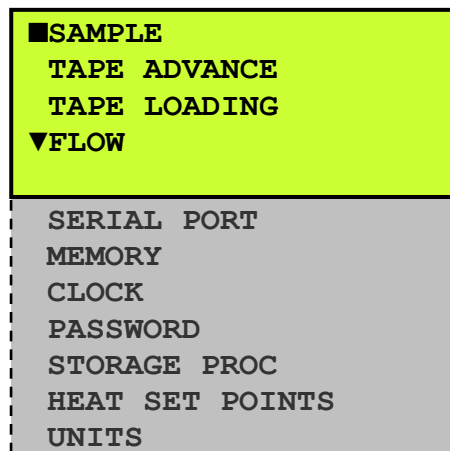 ■SAMPLE
TAPE ADVANCE
TAPE LOADING
▼FLOW
SERIAL PORT
MEMORY
CLOCK
PASSWORD
STORAGE PROC
HEAT SET POINTS
UNITS